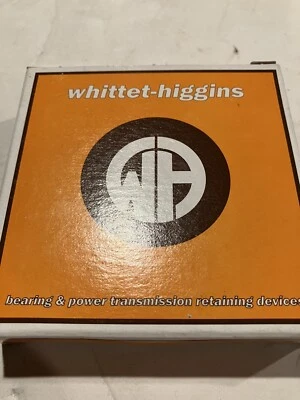 whittet-higgins
WH
bearing & power transmission retaining devices